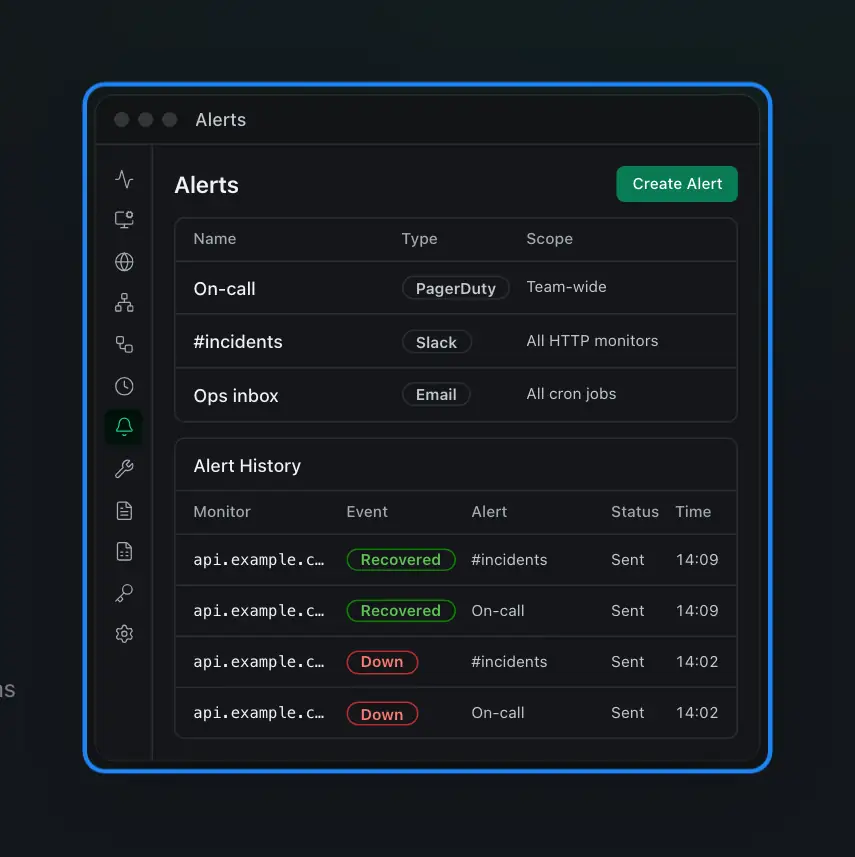 Alerts
Alerts
Create Alert
Name Type Scope
On-call PagerDuty Team-wide
#incidents Slack All HTTP monitors
Ops inbox Email All cron jobs
Alert History
Monitor Event Alert Status Time
api.example.c… Recovered #incidents Sent 14:09
api.example.c… Recovered On-call Sent 14:09
api.example.c… Down #incidents Sent 14:02
api.example.c… Down On-call Sent 14:02